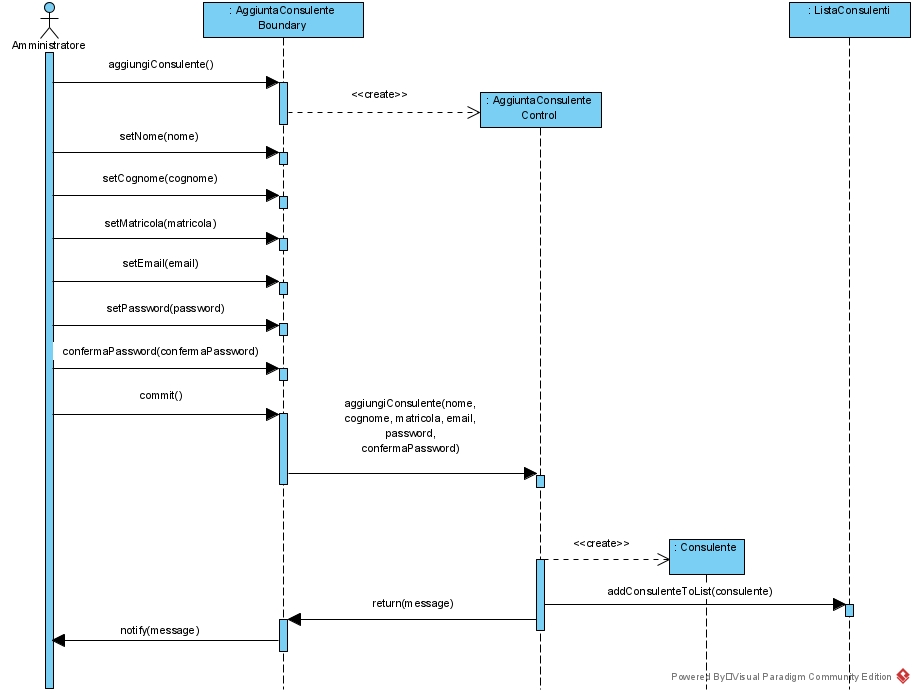 : AggiuntaConsulente
Boundary
: ListaConsulenti
Amministratore
aggiungiConsulente()
<<create>>
: AggiuntaConsulente
Control
setNome(nome)
setCognome(cognome)
setMatricola(matricola)
setEmail(email)
setPassword(password)
confermaPassword(confermaPassword)
commit()
aggiungiConsulente(nome,
cognome, matricola, email,
password,
confermaPassword)
<<create>>
: Consulente
addConsulenteToList(consulente)
return(message)
notify(message)
Powered By Visual Paradigm Community Edition